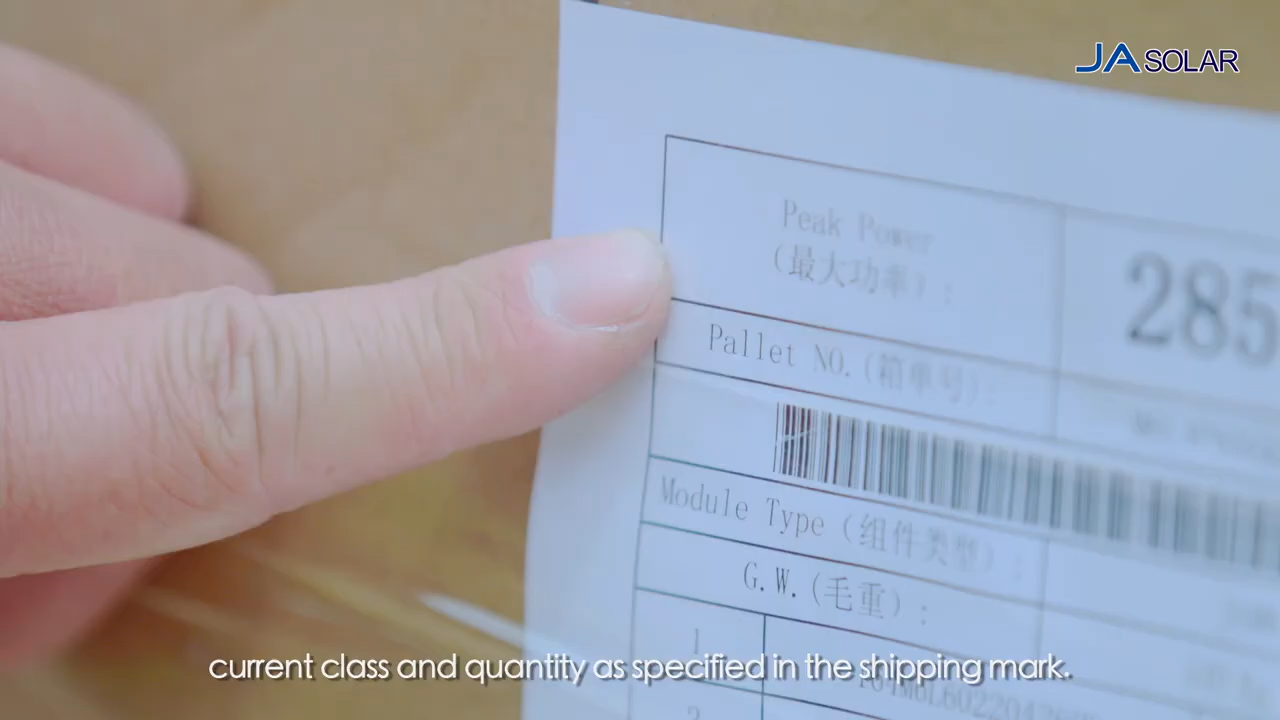 JA SOLAR
Peak Power
(最大功率):
285
Pallet NO.(箱单号):
Module Type (组件类型):
G.W.(毛重):
1
2
current class and quantity as specified in the shipping mark.